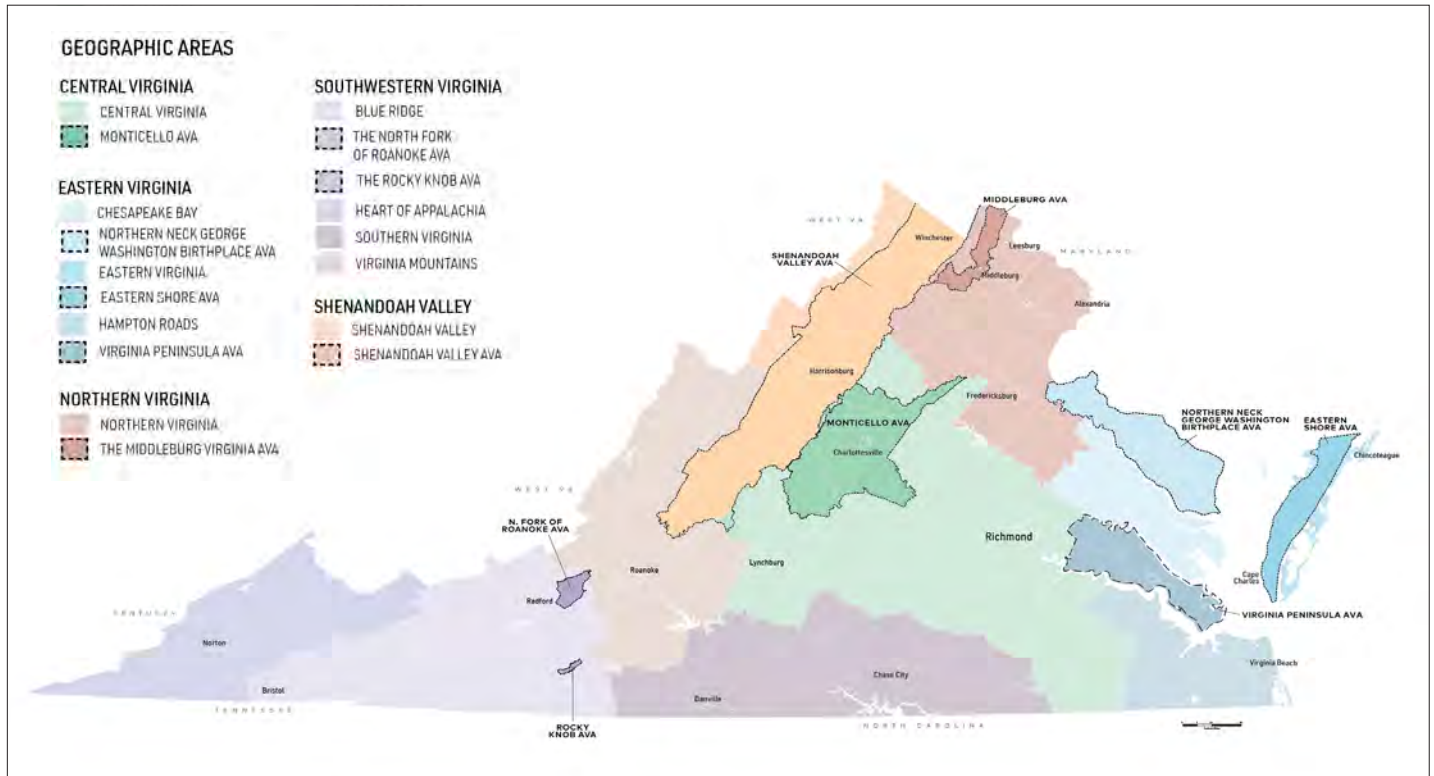 GEOGRAPHIC AREAS
CENTRAL VIRGINIA
CENTRAL VIRGINIA
MONTICELLO AVA
EASTERN VIRGINIA
CHESAPEAKE BAY
NORTHERN NECK GEORGE
WASHINGTON BIRTHPLACE AVA
EASTERN VIRGINIA
EASTERN SHORE AVA
HAMPTON ROADS
VIRGINIA PENINSULA AVA
NORTHERN VIRGINIA
NORTHERN VIRGINIA
THE MIDDLEBURG VIRGINIA AVA
SOUTHWESTERN VIRGINIA
BLUE RIDGE
THE NORTH FORK
OF ROANOKE AVA
THE ROCKY KNOB AVA
HEART OF APPALACHIA
SOUTHERN VIRGINIA
VIRGINIA MOUNTAINS
SHENANDOAH VALLEY
SHENANDOAH VALLEY
SHENANDOAH VALLEY AVA
MIDDLEBURG AVA
WEST VA
Winchester
Leesburg
MARYLAND
SHENANDOAH
VALLEY AVA
Middleburg
Alexandria
Harrisonburg
Fredericksburg
MONTICELLO AVA
Charlottesville
NORTHERN NECK
GEORGE WASHINGTON
BIRTHPLACE AVA
EASTERN
SHORE AVA
Chincoteague
WEST VA
N. FORK OF
ROANOKE AVA
Richmond
Lynchburg
Roanoke
Cape
Charles
Radford
KENTUCKY
VIRGINIA PENINSULA AVA
Norton
Virginia Beach
Chase City
Bristol
Danville
TENNESSEE
NORTH CAROLINA
ROCKY
KNOB AVA